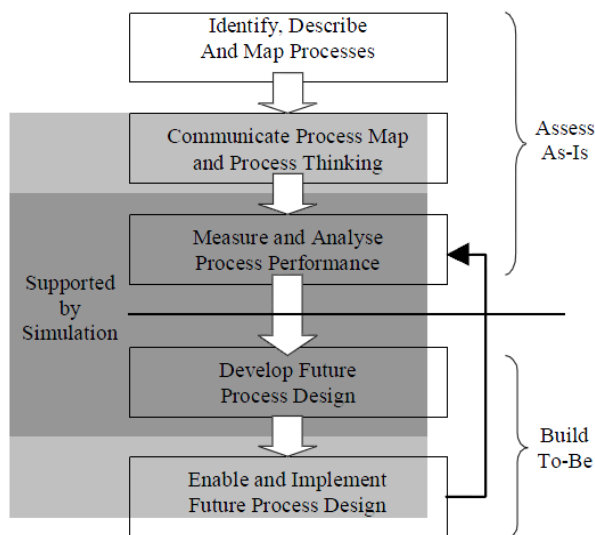 Identify, Describe
And Map Processes
Communicate Process Map
and Process Thinking
Assess
As-Is
Measure and Analyse
Process Performance
Supported
by
Simulation
Develop Future
Process Design
Build
To-Be
Enable and Implement
Future Process Design